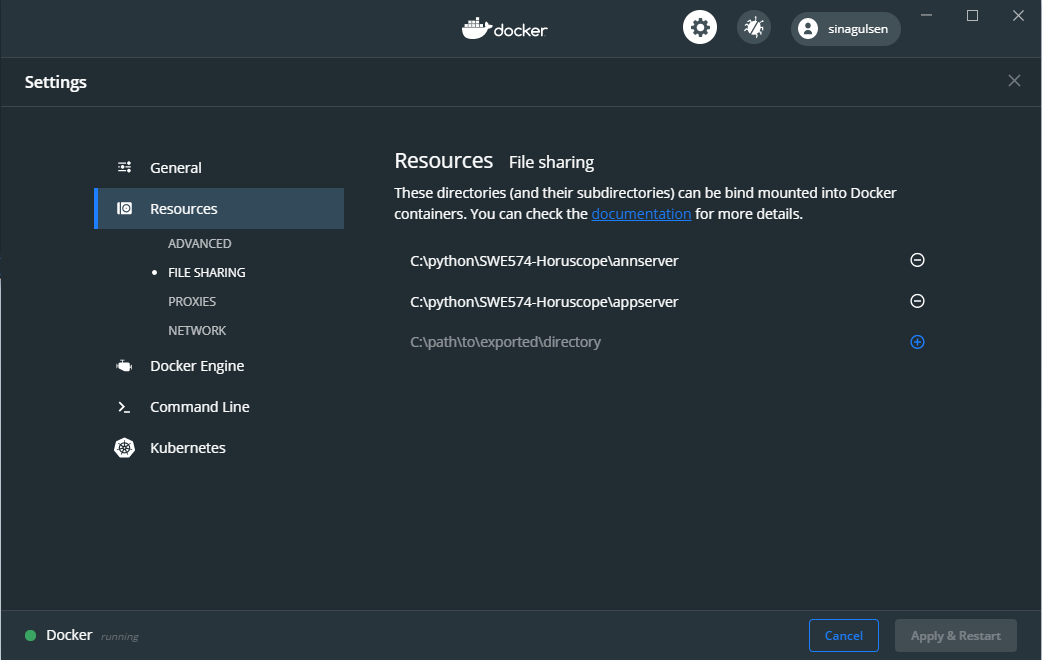 docker
sinagulsen
Settings
General
Resources
ADVANCED
FILE SHARING
PROXIES
NETWORK
Docker Engine
Command Line
Kubernetes
Resources File sharing
These directories (and their subdirectories) can be bind mounted into Docker
containers. You can check the documentation for more details.
C:\python\SWE574-Horuscope\annserver
C:\python\SWE574-Horuscope\appserver
C:\path\to\exported\directory
Docker running
Cancel
Apply & Restart